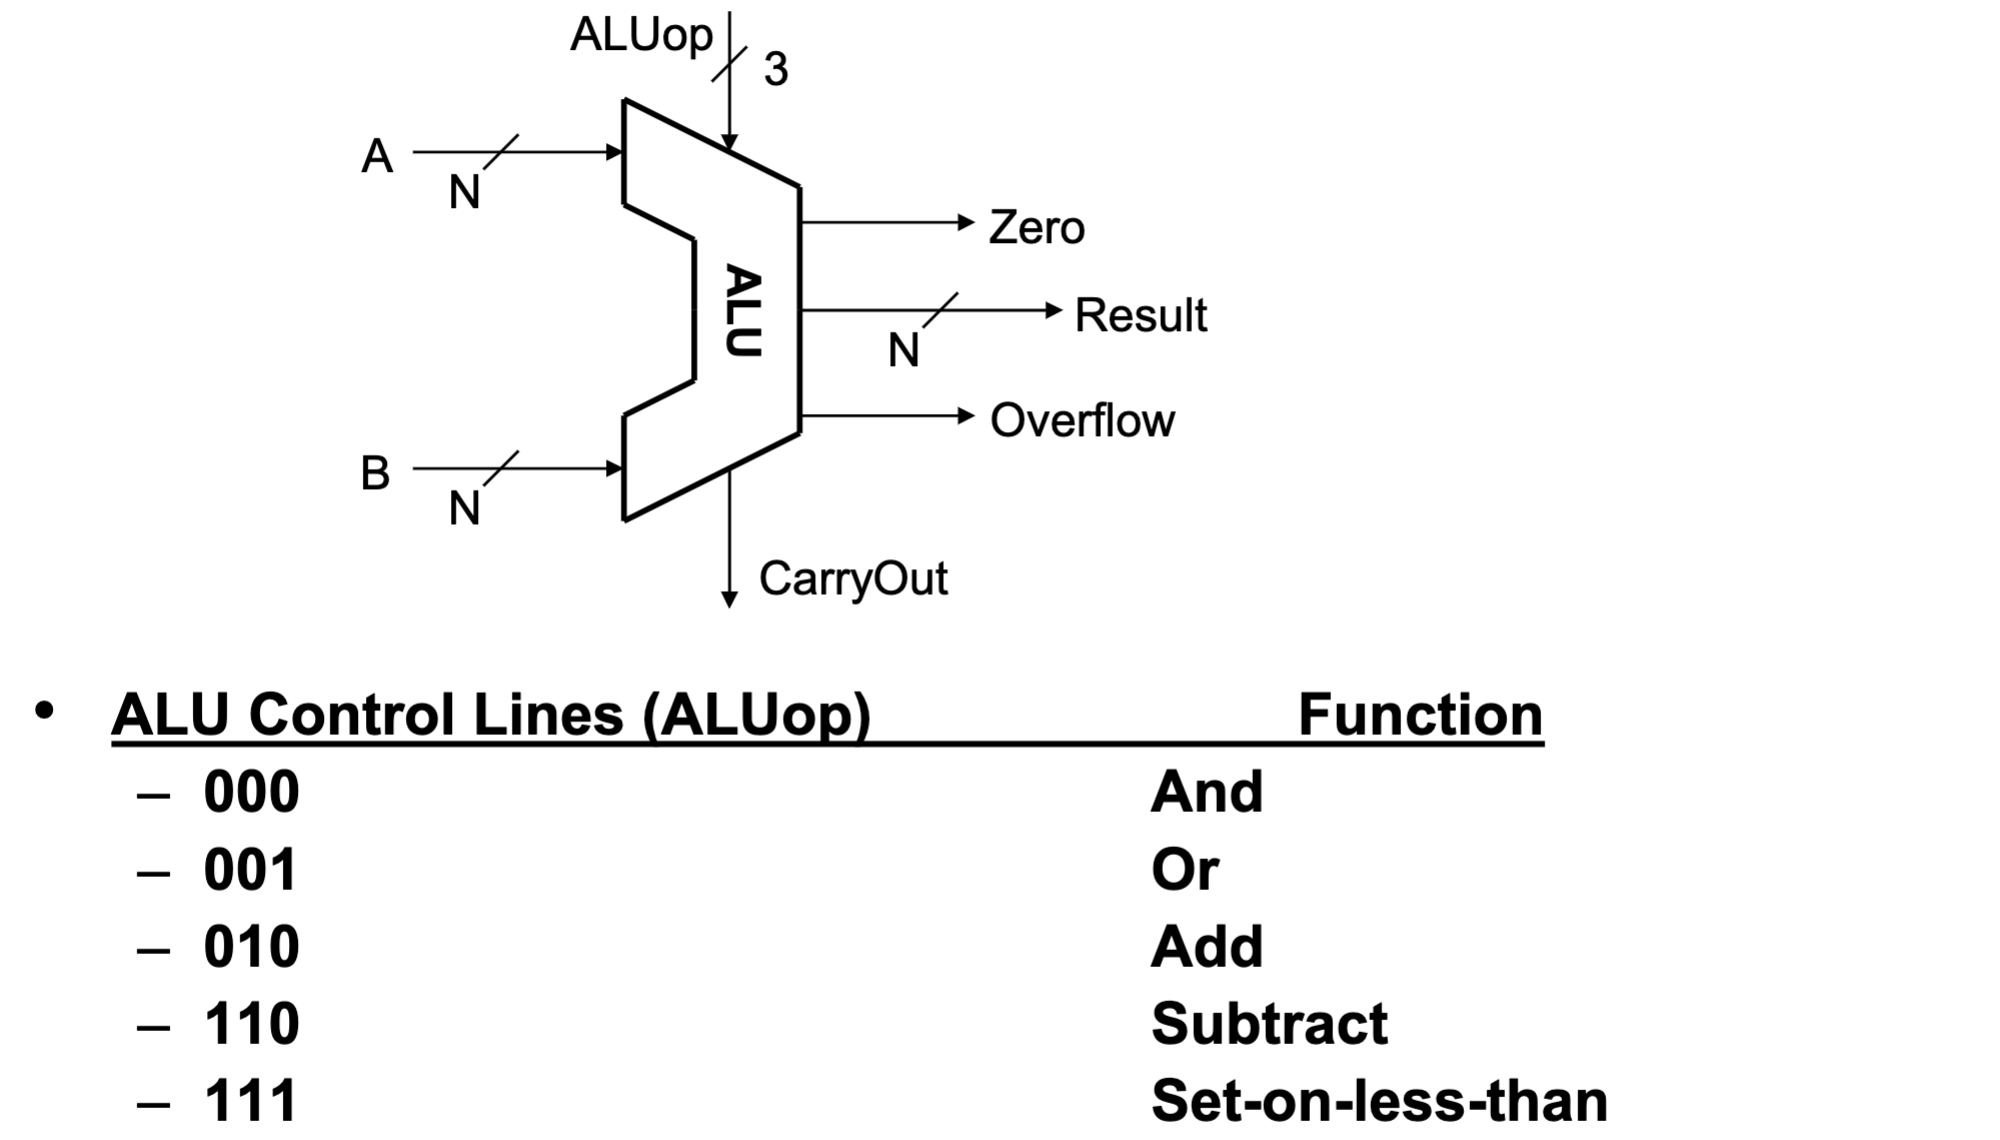 ALUop
3
A
N
Zero
ALU
Result
N
Overflow
B
N
CarryOut
• ALU Control Lines (ALUop) Function
– 000 And
– 001 Or
– 010 Add
– 110 Subtract
– 111 Set-on-less-than